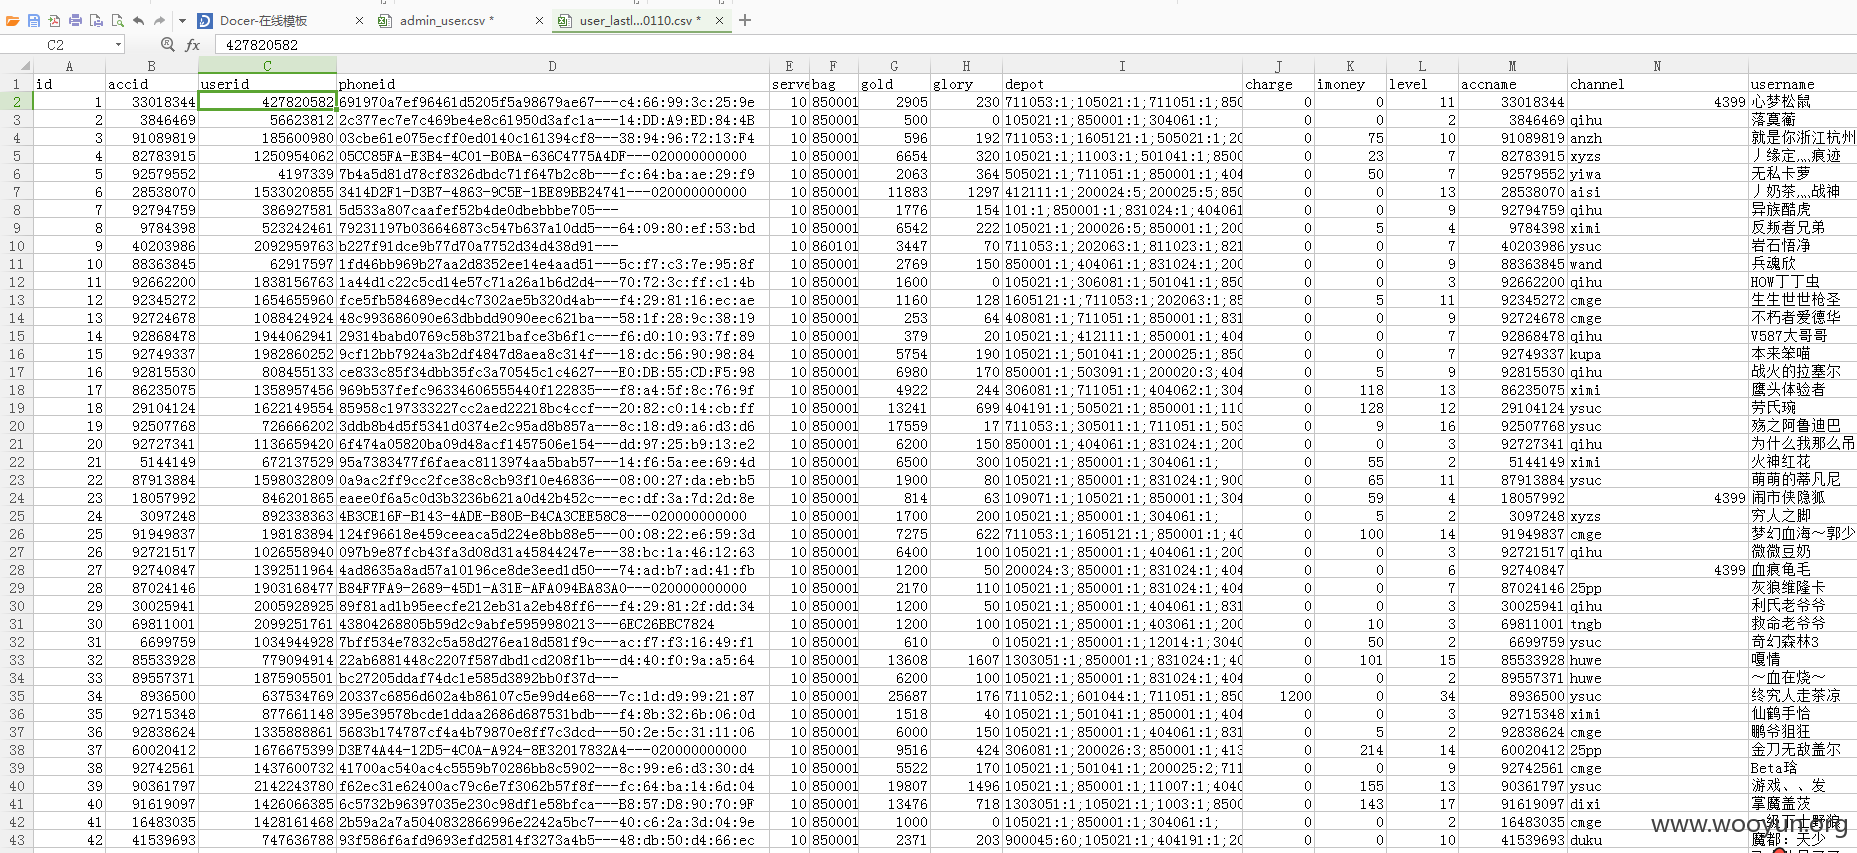 Docer-在线模板 × admin_user.csv * × user_lastl...0110.csv * × +
C2 fx 427820582
A B C D E F G H I J K L M N
1 id accid userid phoneid serve bag gold glory depot charge imoney level accname channel username
2 1 33018344 427820582 691970a7ef96461d5205f5a98679ae67---c4:66:99:3c:25:9e 10 850001 2905 230 711053:1;105021:1;711051:1;850 0 0 11 33018344 4399 心梦松鼠
3 2 3846469 56623812 2c377ec7e7c469be4e8c61950d3afc1a---14:DD:A9:ED:84:4B 10 850001 500 0 105021:1;850001:1;304061:1; 0 0 2 3846469 qihu 落寞蘅
4 3 91089819 185600980 03cbe61e075ecff0ed0140c161394cf8---38:94:96:72:13:F4 10 850001 596 192 711053:1;1605121:1;505021:1;20 0 75 10 91089819 anzh 就是你浙江杭州
5 4 82783915 1250954062 05CC85FA-E3B4-4C01-B0BA-636C4775A4DF---020000000000 10 850001 6654 320 105021:1;11003:1;501041:1;8500 0 23 7 82783915 xyzs 丿缘定灬痕迹
6 5 92579552 4197339 7b4a5d81d78cf8326dbdc71f647b2c8b---fc:64:ba:ae:29:f9 10 850001 2063 364 505021:1;711051:1;850001:1;404 0 50 7 92579552 yiwa 无私卡萝
7 6 28538070 1533020855 3414D2F1-D3B7-4863-9C5E-1BE89BB24741---020000000000 10 850001 11883 1297 412111:1;200024:5;200025:5;850 0 0 13 28538070 aisi 丿奶茶灬战神
8 7 92794759 386927581 5d533a807caafef52b4de0dbebbbe705--- 10 850001 1776 154 101:1;850001:1;831024:1;404061 0 0 9 92794759 qihu 异族酷虎
9 8 9784398 523242461 79231197b036646873c547b637a10dd5---64:09:80:ef:53:bd 10 850001 6542 222 105021:1;200026:5;850001:1;200 0 5 4 9784398 ximi 反叛者兄弟
10 9 40203986 2092959763 b227f91dce9b77d70a7752d34d438d91--- 10 860101 3447 70 711053:1;202063:1;811023:1;821 0 0 7 40203986 ysuc 岩石悟净
11 10 88363845 62917597 1fd46bb969b27aa2d8352ee14e4aad51---5c:f7:c3:7e:95:8f 10 850001 2769 150 850001:1;404061:1;831024:1;200 0 0 9 88363845 wand 兵魂欣
12 11 92662200 1838156763 1a44d1c22c5cd14e57c71a26a1b6d2d4---70:72:3c:ff:c1:4b 10 850001 1600 0 105021:1;306081:1;501041:1;850 0 0 3 92662200 qihu HOW丁丁虫
13 12 92345272 1654655960 fce5fb584689ecd4c7302ae5b320d4ab---f4:29:81:16:ec:ae 10 850001 1160 128 1605121:1;711053:1;202063:1;85 0 5 11 92345272 cmge 生生世世枪圣
14 13 92724678 1088424924 48c993686090e63dbbdd9090eec621ba---58:1f:28:9c:38:19 10 850001 253 64 408081:1;711051:1;850001:1;831 0 0 9 92724678 cmge 不朽者爱德华
15 14 92868478 1944062941 29314babd0769c58b3721bafce3b6f1c---f6:d0:10:93:7f:89 10 850001 379 20 105021:1;412111:1;850001:1;404 0 0 7 92868478 qihu V587大哥哥
16 15 92749337 1982860252 9cf12bb7924a3b2df4847d8aea8c314f---18:dc:56:90:98:84 10 850001 5754 190 105021:1;501041:1;200025:1;850 0 0 7 92749337 kupa 本来笨喵
17 16 92815530 808455133 ce833c85f34dbb35fc3a70545c1c4627---E0:DB:55:CD:F5:98 10 850001 6980 170 850001:1;503091:1;200020:3;404 0 5 9 92815530 qihu 战火的拉塞尔
18 17 86235075 1358957456 969b537fefc96334606555440f122835---f8:a4:5f:8c:76:9f 10 850001 4922 244 306081:1;711051:1;404062:1;304 0 118 13 86235075 ximi 鹰头体验者
19 18 29104124 1622149554 85958c197333227cc2aed22218bc4ccf---20:82:c0:14:cb:ff 10 850001 13241 699 404191:1;505021:1;850001:1;110 0 128 12 29104124 ysuc 劳氏琬
20 19 92507768 726666202 3ddb8b4d5f5341d0374e2c95ad8b857a---8c:18:d9:a6:d3:d6 10 850001 17559 17 711053:1;305011:1;711051:1;503 0 9 16 92507768 ysuc 殇之阿鲁迪巴
21 20 92727341 1136659420 6f474a05820ba09d48acf1457506e154---dd:97:25:b9:13:e2 10 850001 6200 150 850001:1;404061:1;831024:1;200 0 0 3 92727341 qihu 为什么我那么吊
22 21 5144149 672137529 95a7383477f6faeac8113974aa5bab57---14:f6:5a:ee:69:4d 10 850001 6500 300 105021:1;850001:1;304061:1; 0 55 2 5144149 ximi 火神红花
23 22 87913884 1598032809 0a9ac2ff9cc2fce38c8cb93f10e46836---08:00:27:da:eb:b5 10 850001 1900 80 105021:1;850001:1;831024:1;900 0 65 11 87913884 ysuc 萌萌的蒂凡尼
24 23 18057992 846201865 eaee0f6a5c0d3b3236b621a0d42b452c---ec:df:3a:7d:2d:8e 10 850001 814 63 109071:1;105021:1;850001:1;304 0 59 4 18057992 4399 闹市侠隐狐
25 24 3097248 892338363 4B3CE16F-B143-4ADE-B80B-B4CA3CEE58C8---020000000000 10 850001 1700 200 105021:1;850001:1;304061:1; 0 5 2 3097248 xyzs 穷人之脚
26 25 91949837 198183894 124f96618e459ceeaca5d224e8bb88e5---00:08:22:e6:59:3d 10 850001 7275 622 711053:1;1605121:1;850001:1;40 0 100 14 91949837 cmge 梦幻血海～郭少
27 26 92721517 1026558940 097b9e87fcb43fa3d08d31a45844247e---38:bc:1a:46:12:63 10 850001 6400 100 105021:1;850001:1;404061:1;200 0 0 3 92721517 qihu 微微豆奶
28 27 92740847 1392511964 4ad8635a8ad57a10196ce8de3eed1d50---74:ad:b7:ad:41:fb 10 850001 1200 50 200024:3;850001:1;831024:1;404 0 0 6 92740847 4399 血痕龟毛
29 28 87024146 1903168477 B84F7FA9-2689-45D1-A31E-AFA094BA83A0---020000000000 10 850001 2170 110 105021:1;850001:1;831024:1;404 0 0 7 87024146 25pp 灰狼维隆卡
30 29 30025941 2005928925 89f81ad1b95eecfe212eb31a2eb48ff6---f4:29:81:2f:dd:34 10 850001 1200 50 105021:1;850001:1;404061:1;831 0 0 3 30025941 qihu 利氏老爷爷
31 30 69811001 2099251761 43804268805b59d2c9abfe5959980213---6EC26BBC7824 10 850001 1200 100 105021:1;850001:1;403061:1;404 0 10 3 69811001 tngb 救命老爷爷
32 31 6699759 1034944928 7bff534e7832c5a58d276ea18d581f9c---ac:f7:f3:16:49:f1 10 850001 610 0 105021:1;850001:1;12014:1;3040 0 50 2 6699759 ysuc 奇幻森林3
33 32 85533928 779094914 22ab6881448c2207f587dbd1cd208f1b---d4:40:f0:9a:a5:64 10 850001 13608 1607 1303051:1;850001:1;831024:1;40 0 101 15 85533928 huwe 嘎情
34 33 89557371 1875905501 bc27205ddaf74dc1e585d3892bb0f37d--- 10 850001 6200 100 105021:1;850001:1;831024:1;404 0 0 2 89557371 huwe ～血在烧～
35 34 8936500 637534769 20337c6856d602a4b86107c5e99d4e68---7c:1d:d9:99:21:87 10 850001 25687 176 711052:1;601044:1;711051:1;850 1200 0 34 8936500 ysuc 终究人走茶凉
36 35 92715348 877661148 395e39578bcde1ddaa2686d687531bdb---f4:8b:32:6b:06:0d 10 850001 1518 40 105021:1;501041:1;850001:1;404 0 0 3 92715348 ximi 仙鹤手恰
37 36 92838624 1335888861 5683b174787cf4a4b79870e8ff7c3dcd---50:2e:5c:31:11:06 10 850001 6000 150 105021:1;850001:1;404061:1;831 0 5 2 92838624 cmge 鹏爷狙狂
38 37 60020412 1676675399 D3E74A44-12D5-4C0A-A924-8E32017832A4---020000000000 10 850001 9516 424 306081:1;200026:3;850001:1;413 0 214 14 60020412 25pp 金刀无敌盖尔
39 38 92742561 1437600732 41700ac540ac4c5559b70286bb8c5902---8c:99:e6:d3:30:d4 10 850001 5522 170 105021:1;501041:1;200025:2;711 0 0 9 92742561 cmge Beta琀
40 39 90361797 2142243780 f62ec31e62400ac79c6e7f3062b57f8f---fc:64:ba:14:6d:04 10 850001 19807 1496 105021:1;850001:1;11007:1;4040 0 155 13 90361797 ysuc 游戏、、发
41 40 91619097 1426066385 6c5732b96397035e230c98df1e58bfca---B8:57:D8:90:70:9F 10 850001 13476 718 1303051:1;105021:1;1003:1;8500 0 143 17 91619097 dixi 掌魔盖茨
42 41 16483035 1428161468 2b59a2a7a5040832866996e2242a5bc7---40:c6:2a:3d:04:9e 10 850001 1000 0 105021:1;850001:1;304061:1; 0 0 2 16483035 cmge
43 42 41539693 747636788 93f586f6afd9693efd25814f3273a4b5---48:db:50:d4:66:ec 10 850001 2371 203 900045:60;105021:1;404191:1;20 0 0 10 41539693 duku 魔都：天少
www.wooyun.org